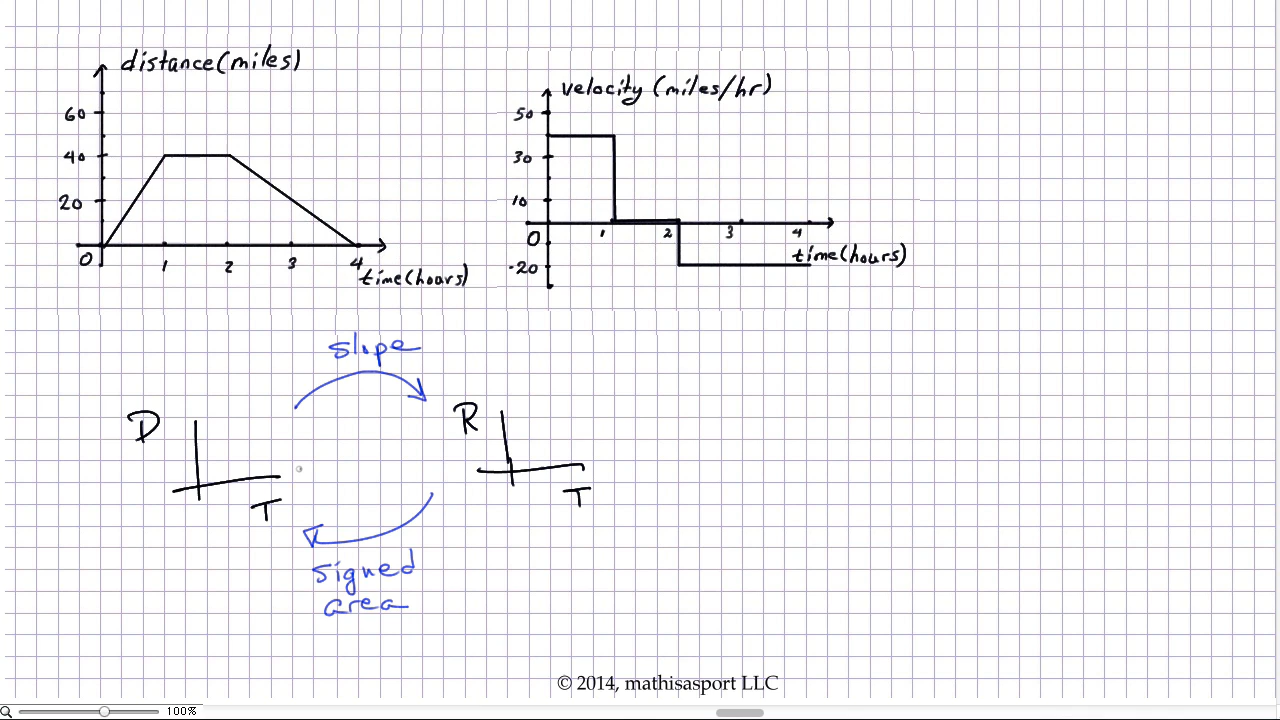 distance(miles)
60
40
20
0
1
2
3
4
time(hours)
velocity (miles/hr)
50
30
10
0
-20
1
2
3
4
time(hours)
slope
D
T
R
T
signed
area
© 2014, mathisasport LLC
100%